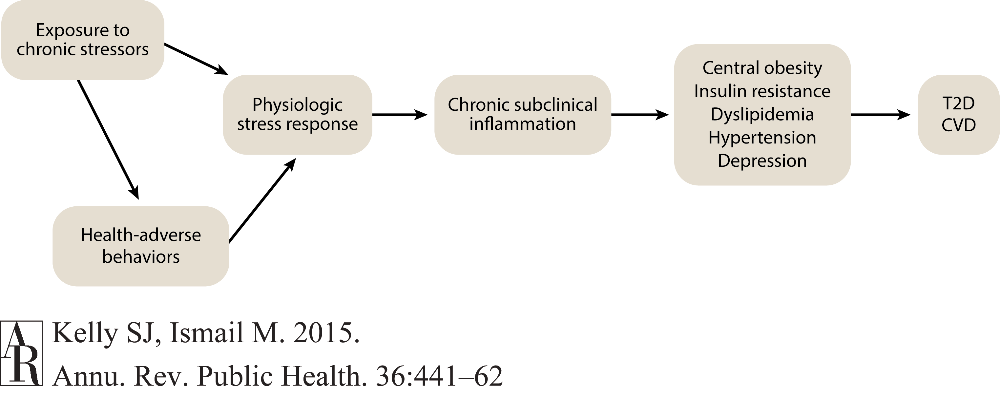 Exposure to
chronic stressors
Physiologic
stress response
Chronic subclinical
inflammation
Central obesity
Insulin resistance
Dyslipidemia
Hypertension
Depression
T2D
CVD
Health-adverse
behaviors
AR
Kelly SJ, Ismail M. 2015.
Annu. Rev. Public Health. 36:441–62